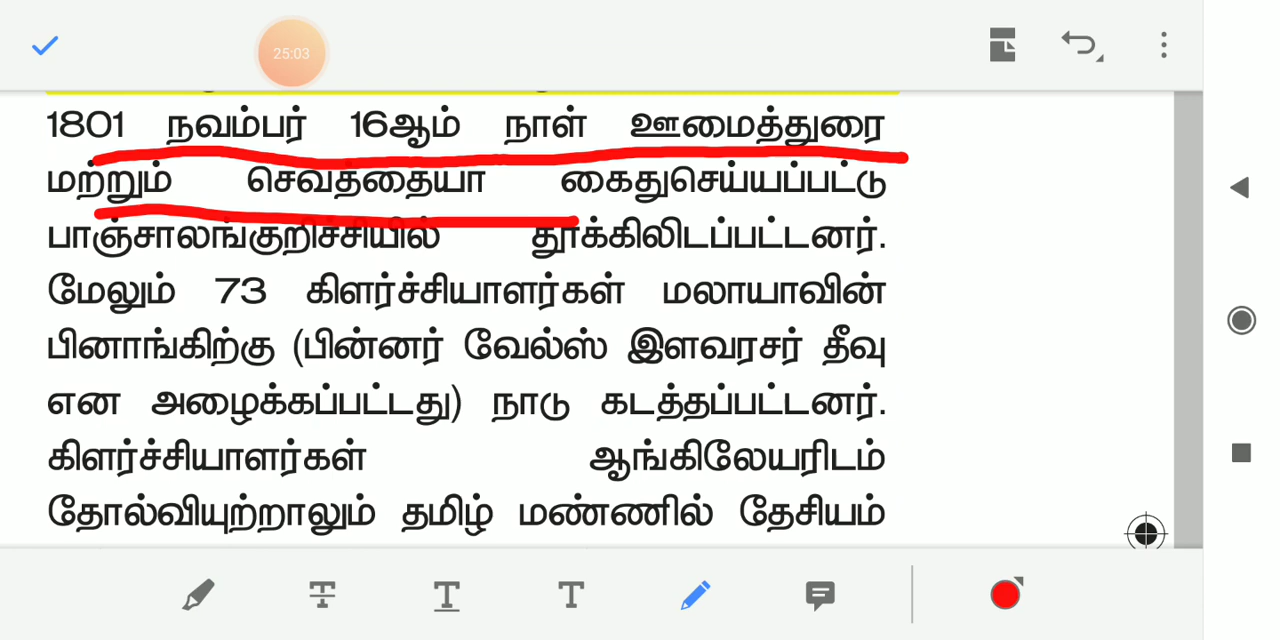 25:03
1801 நவம்பர் 16ஆம் நாள் ஊமைத்துரை
மற்றும் செவத்தையா கைதுசெய்யப்பட்டு
பாஞ்சாலங்குறிச்சியில் தூக்கிலிடப்பட்டனர்.
மேலும் 73 கிளர்ச்சியாளர்கள் மலாயாவின்
பினாங்கிற்கு (பின்னர் வேல்ஸ் இளவரசர் தீவு
என அழைக்கப்பட்டது) நாடு கடத்தப்பட்டனர்.
கிளர்ச்சியாளர்கள் ஆங்கிலேயரிடம்
தோல்வியுற்றாலும் தமிழ் மண்ணில் தேசியம்